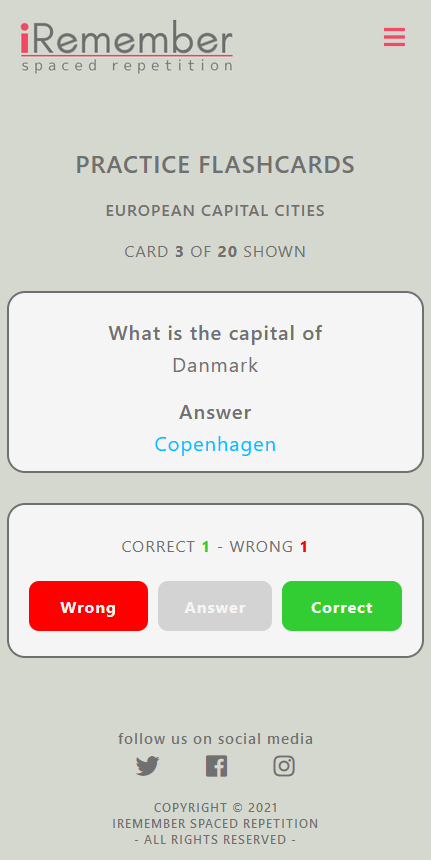 iRemember
spaced repetition
PRACTICE FLASHCARDS
EUROPEAN CAPITAL CITIES
CARD 3 OF 20 SHOWN
What is the capital of
Danmark
Answer
Copenhagen
CORRECT 1 - WRONG 1
Wrong Answer Correct
follow us on social media
COPYRIGHT © 2021
IREMEMBER SPACED REPETITION
- ALL RIGHTS RESERVED -